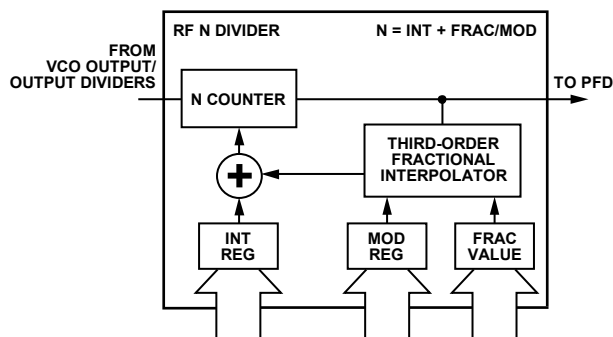 RF N DIVIDER
N = INT + FRAC/MOD
FROM
VCO OUTPUT/
OUTPUT DIVIDERS
TO PFD
N COUNTER
THIRD-ORDER
FRACTIONAL
INTERPOLATOR
+
INT
REG
MOD
REG
FRAC
VALUE